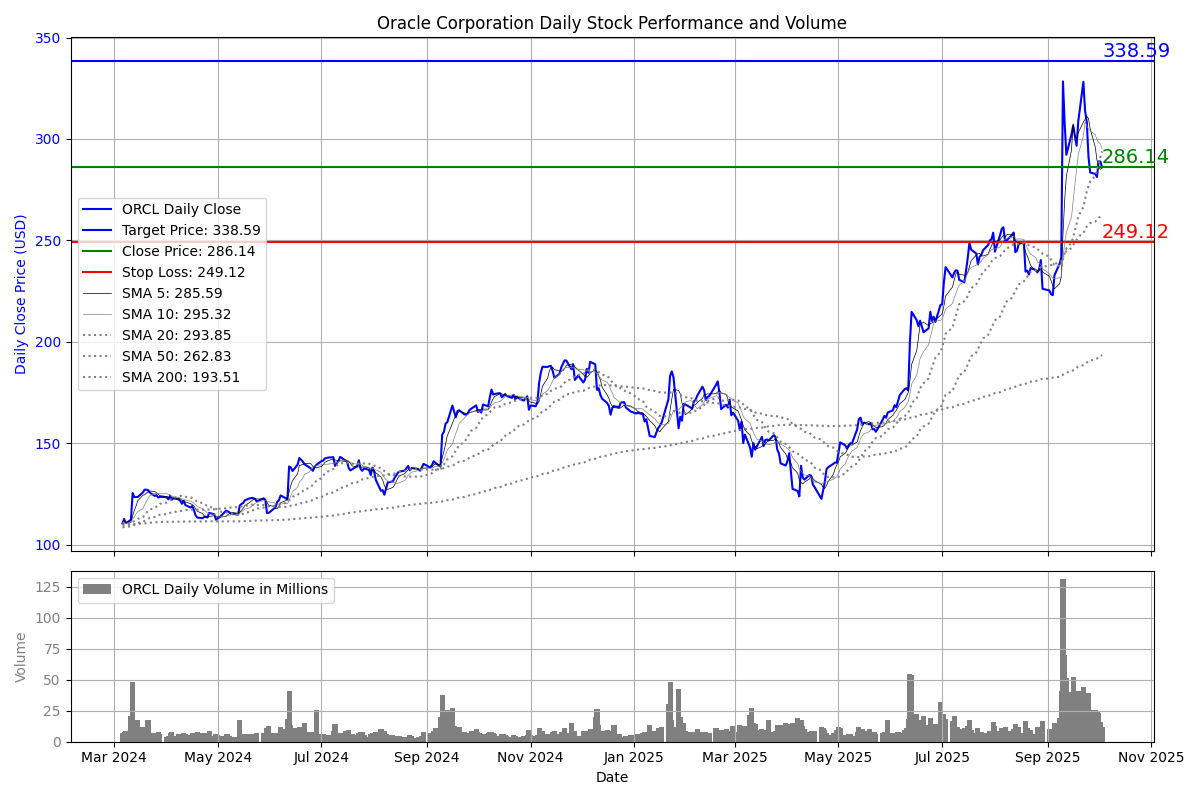 Oracle Corporation Daily Stock Performance and Volume
350
338.59
300
286.14
250
249.12
200
150
100
Daily Close Price (USD)
ORCL Daily Close
Target Price: 338.59
Close Price: 286.14
Stop Loss: 249.12
SMA 5: 285.59
SMA 10: 295.32
SMA 20: 293.85
SMA 50: 262.83
SMA 200: 193.51
ORCL Daily Volume in Millions
125
100
75
50
25
0
Volume
Mar 2024 May 2024 Jul 2024 Sep 2024 Nov 2024 Jan 2025 Mar 2025 May 2025 Jul 2025 Sep 2025 Nov 2025
Date